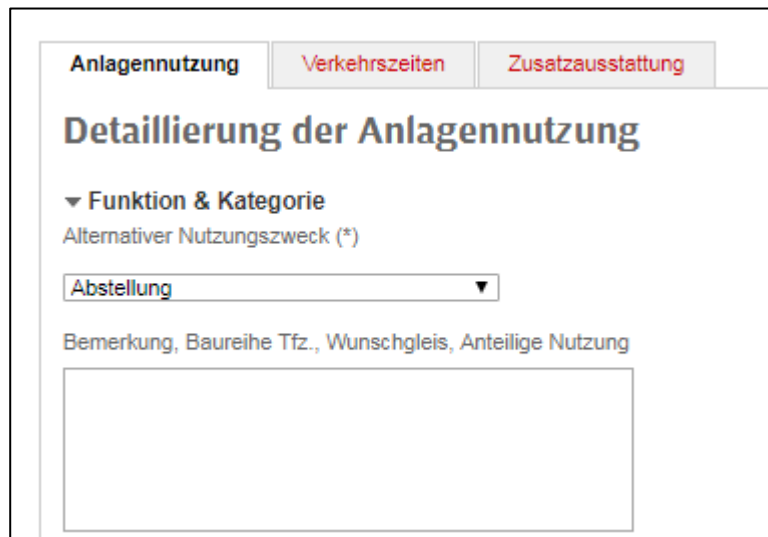 Anlagennutzung Verkehrszeiten Zusatzausstattung
Detaillierung der Anlagennutzung
Funktion & Kategorie
Alternativer Nutzungszweck (*)
Abstellung
Bemerkung, Baureihe Tfz., Wunschgleis, Anteilige Nutzung